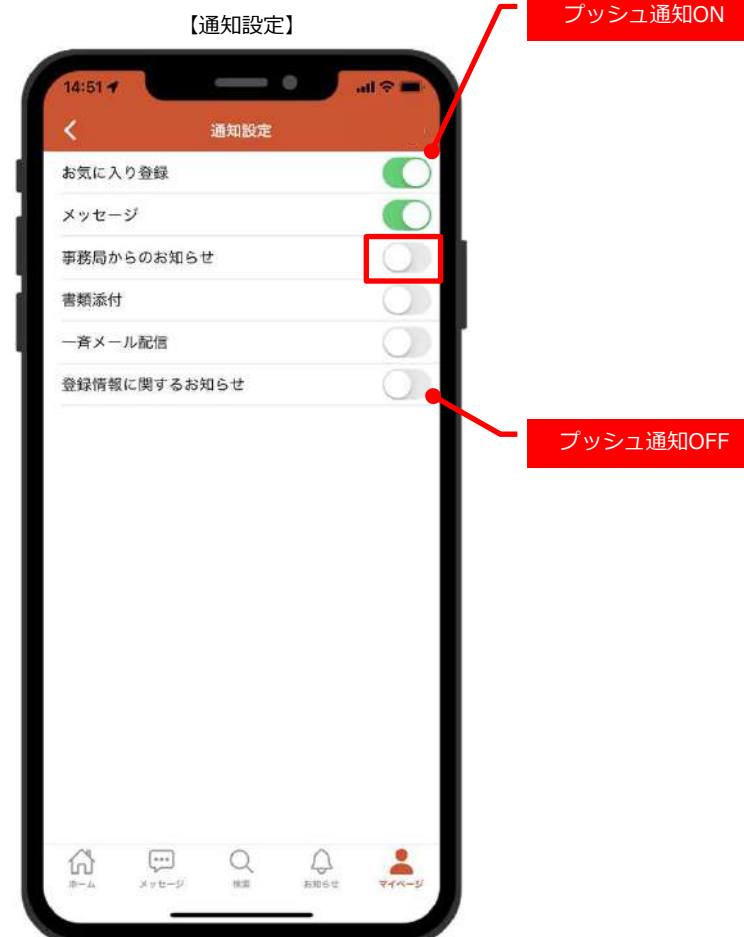 プッシュ通知ON
【通知設定】
14:51
通知設定
お気に入り登録
メッセージ
事務局からのお知らせ
書類添付
一斉メール配信
登録情報に関するお知らせ
プッシュ通知OFF
ホーム
メッセージ
検索
お知らせ
マイページ